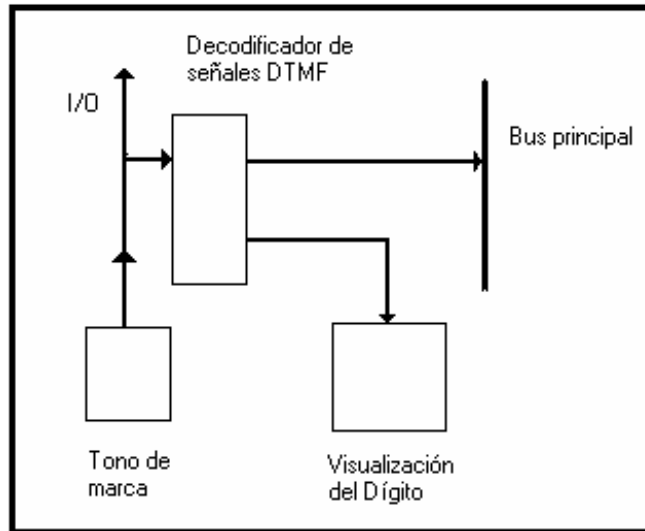 Decodificador de
señales DTMF
I/O
Bus principal
Tono de
marca
Visualización
del Dígito